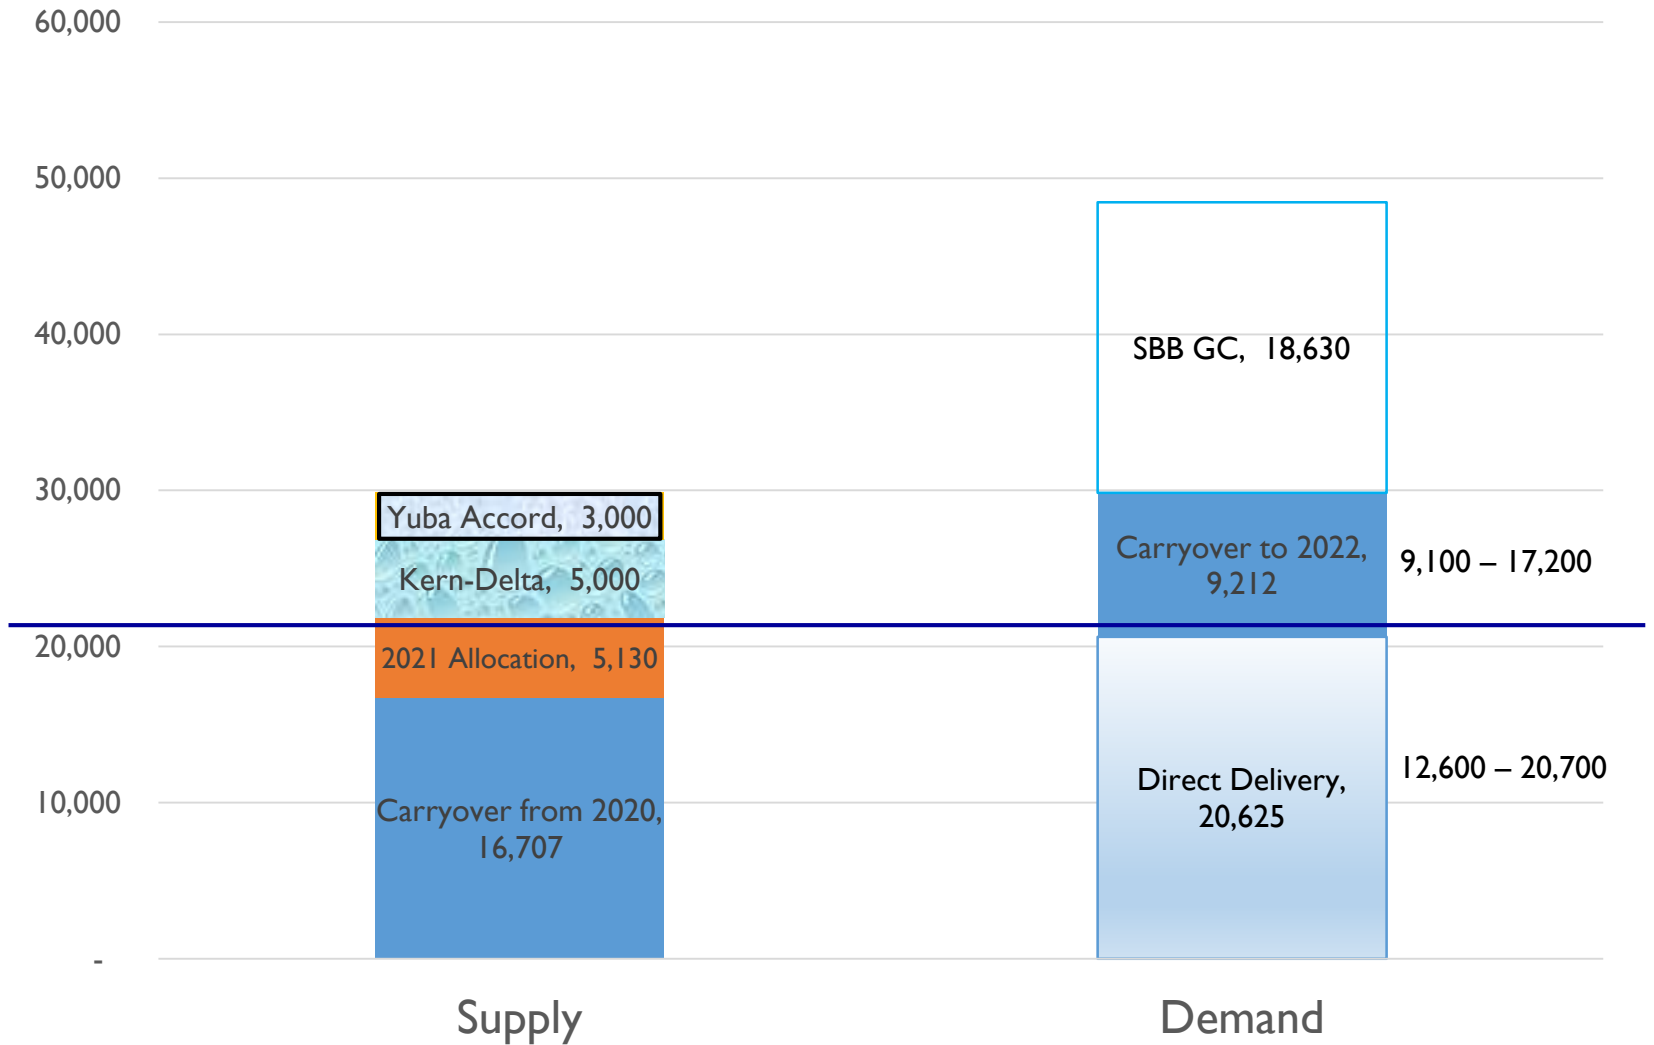 60,000
50,000
40,000
30,000
20,000
10,000
-
Yuba Accord, 3,000
Kern-Delta, 5,000
2021 Allocation, 5,130
Carryover from 2020,
16,707
SBB GC, 18,630
Carryover to 2022,
9,212
9,100 – 17,200
Direct Delivery,
20,625
12,600 – 20,700
Supply
Demand